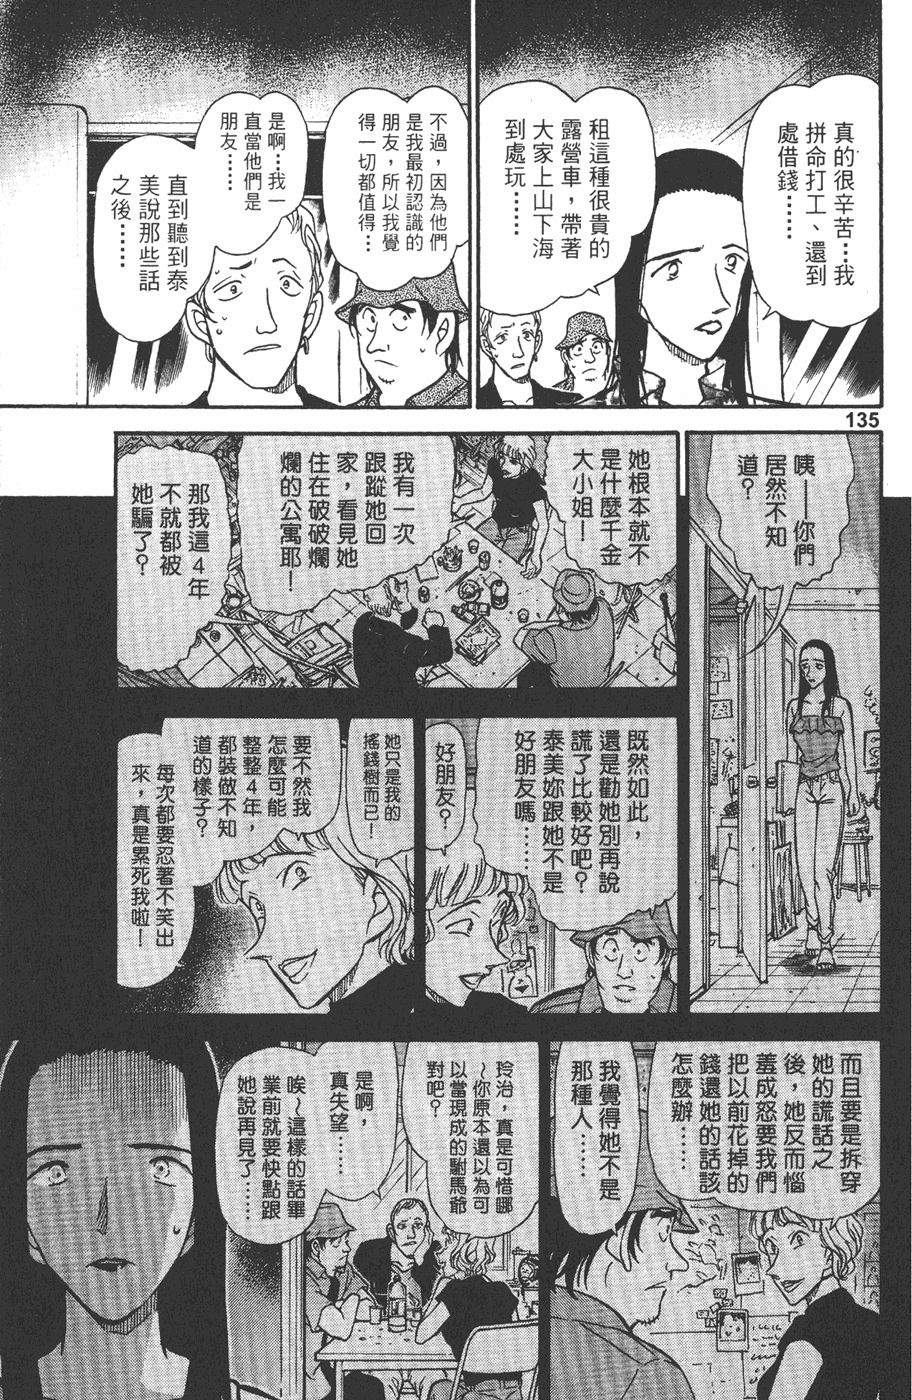 真的很辛苦…我
拼命打工、還到
處借錢……
租這種很貴的
露營車，帶著
大家上山下海
到處玩……
不過，因為他們
是我最初認識的
朋友，所以我覺
得一切都值得…
是啊…我一
直當他們是
朋友……
直到聽到泰
美說那些話
之後……
135
咦——你們
居然不知
道？
她根本就不
是什麼千金
大小姐！
我有一次
跟蹤她回
家，看見她
住在破破爛
爛的公寓耶！
那我這4年
不就都被
她騙了？
既然如此，
還是勸她別再說
謊了比較好吧？
泰美妳跟她不是
好朋友嗎……
好朋友？
她只是我的
搖錢樹而已！
要不然我
怎麼可能
整整4年，
都裝做不知
道的樣子？
每次都要忍著不笑出
來，真是累死我啦！
而且要是拆穿
她的謊話之
後，她反而惱
羞成怒要我們
把以前花掉的
錢還她的話該
怎麼辦……
我覺得她不是
那種人……
玲治，真是可惜哪
～你原本還以為可
以當現成的駙馬爺
對吧？
是啊，
真失望…
唉～這樣的話畢
業前就要快點跟
她說再見了……